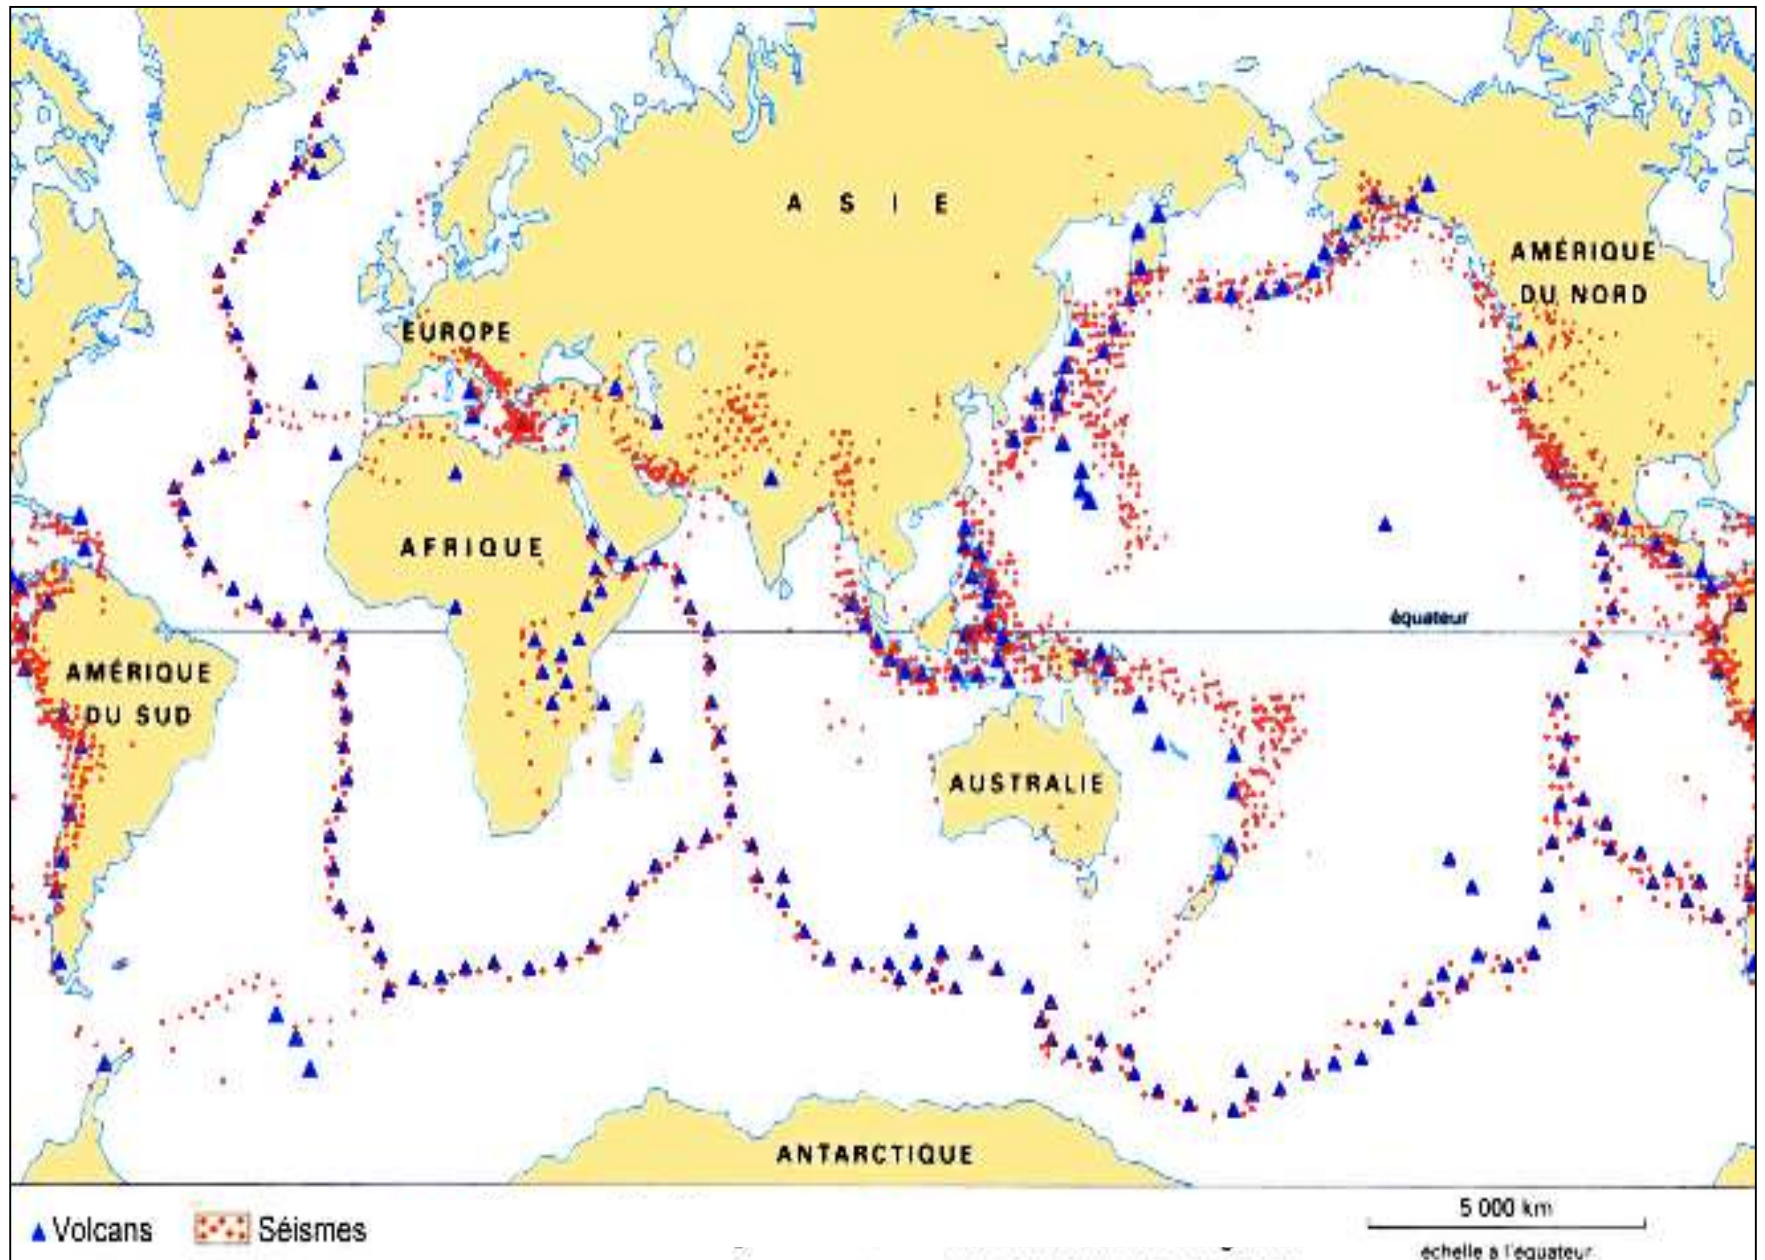 A S I E
AMÉRIQUE
DU NORD
EUROPE
AFRIQUE
équateur
AMÉRIQUE
DU SUD
AUSTRALIE
ANTARCTIQUE
Volcans
Séismes
5 000 km
échelle à l'équateur